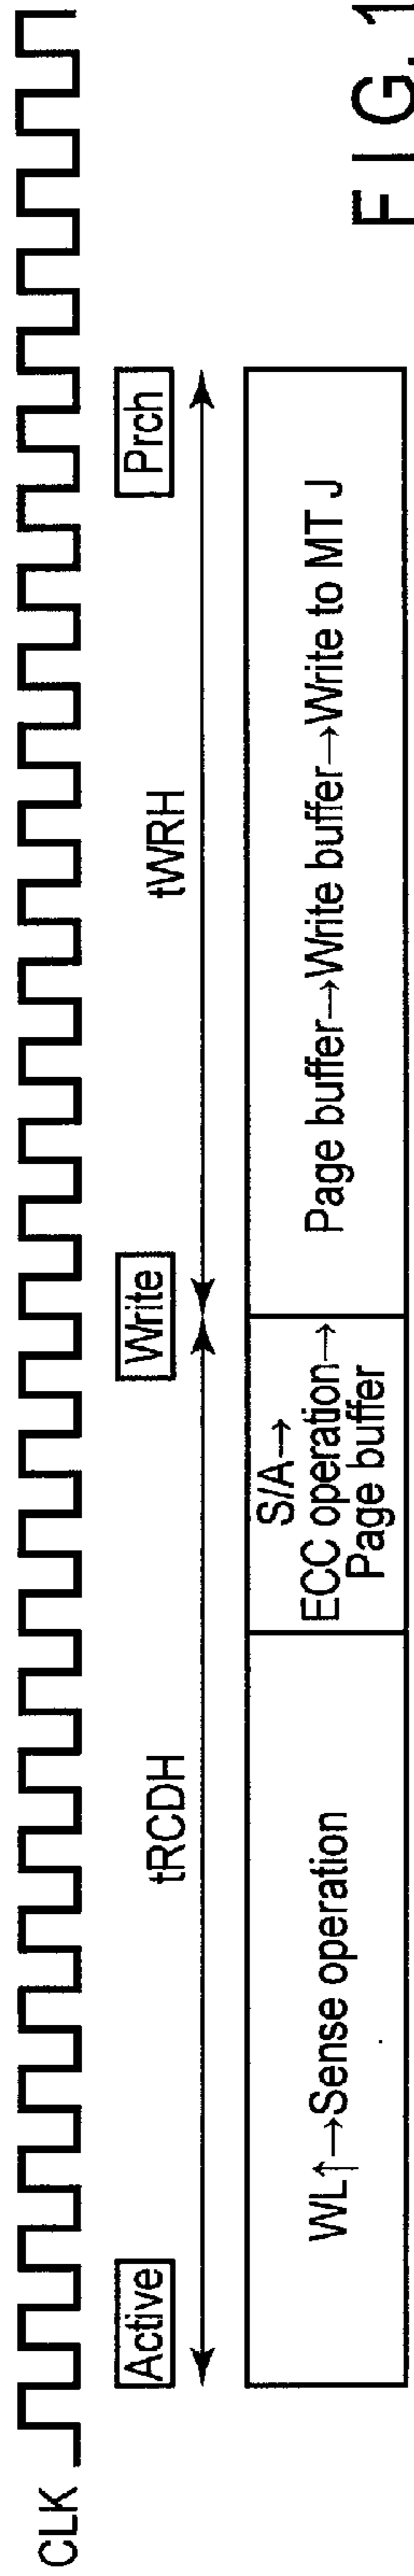 CLK
Active
Write
Prch
tRCDH
tWRH
WL↑→Sense operation
S/A→
ECC operation→
Page buffer
Page buffer→Write buffer→Write to MTJ
FIG. 1